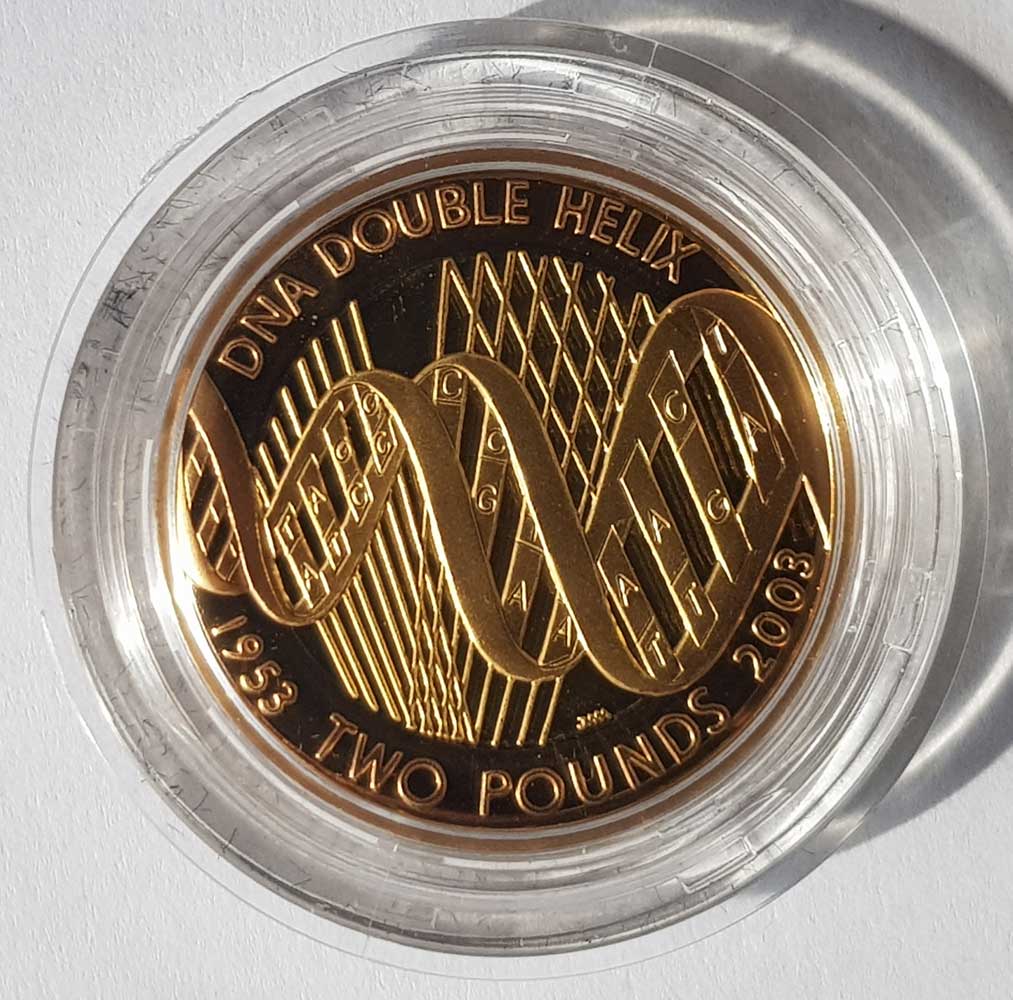 DNA DOUBLE HELIX
1953 TWO POUNDS 2003